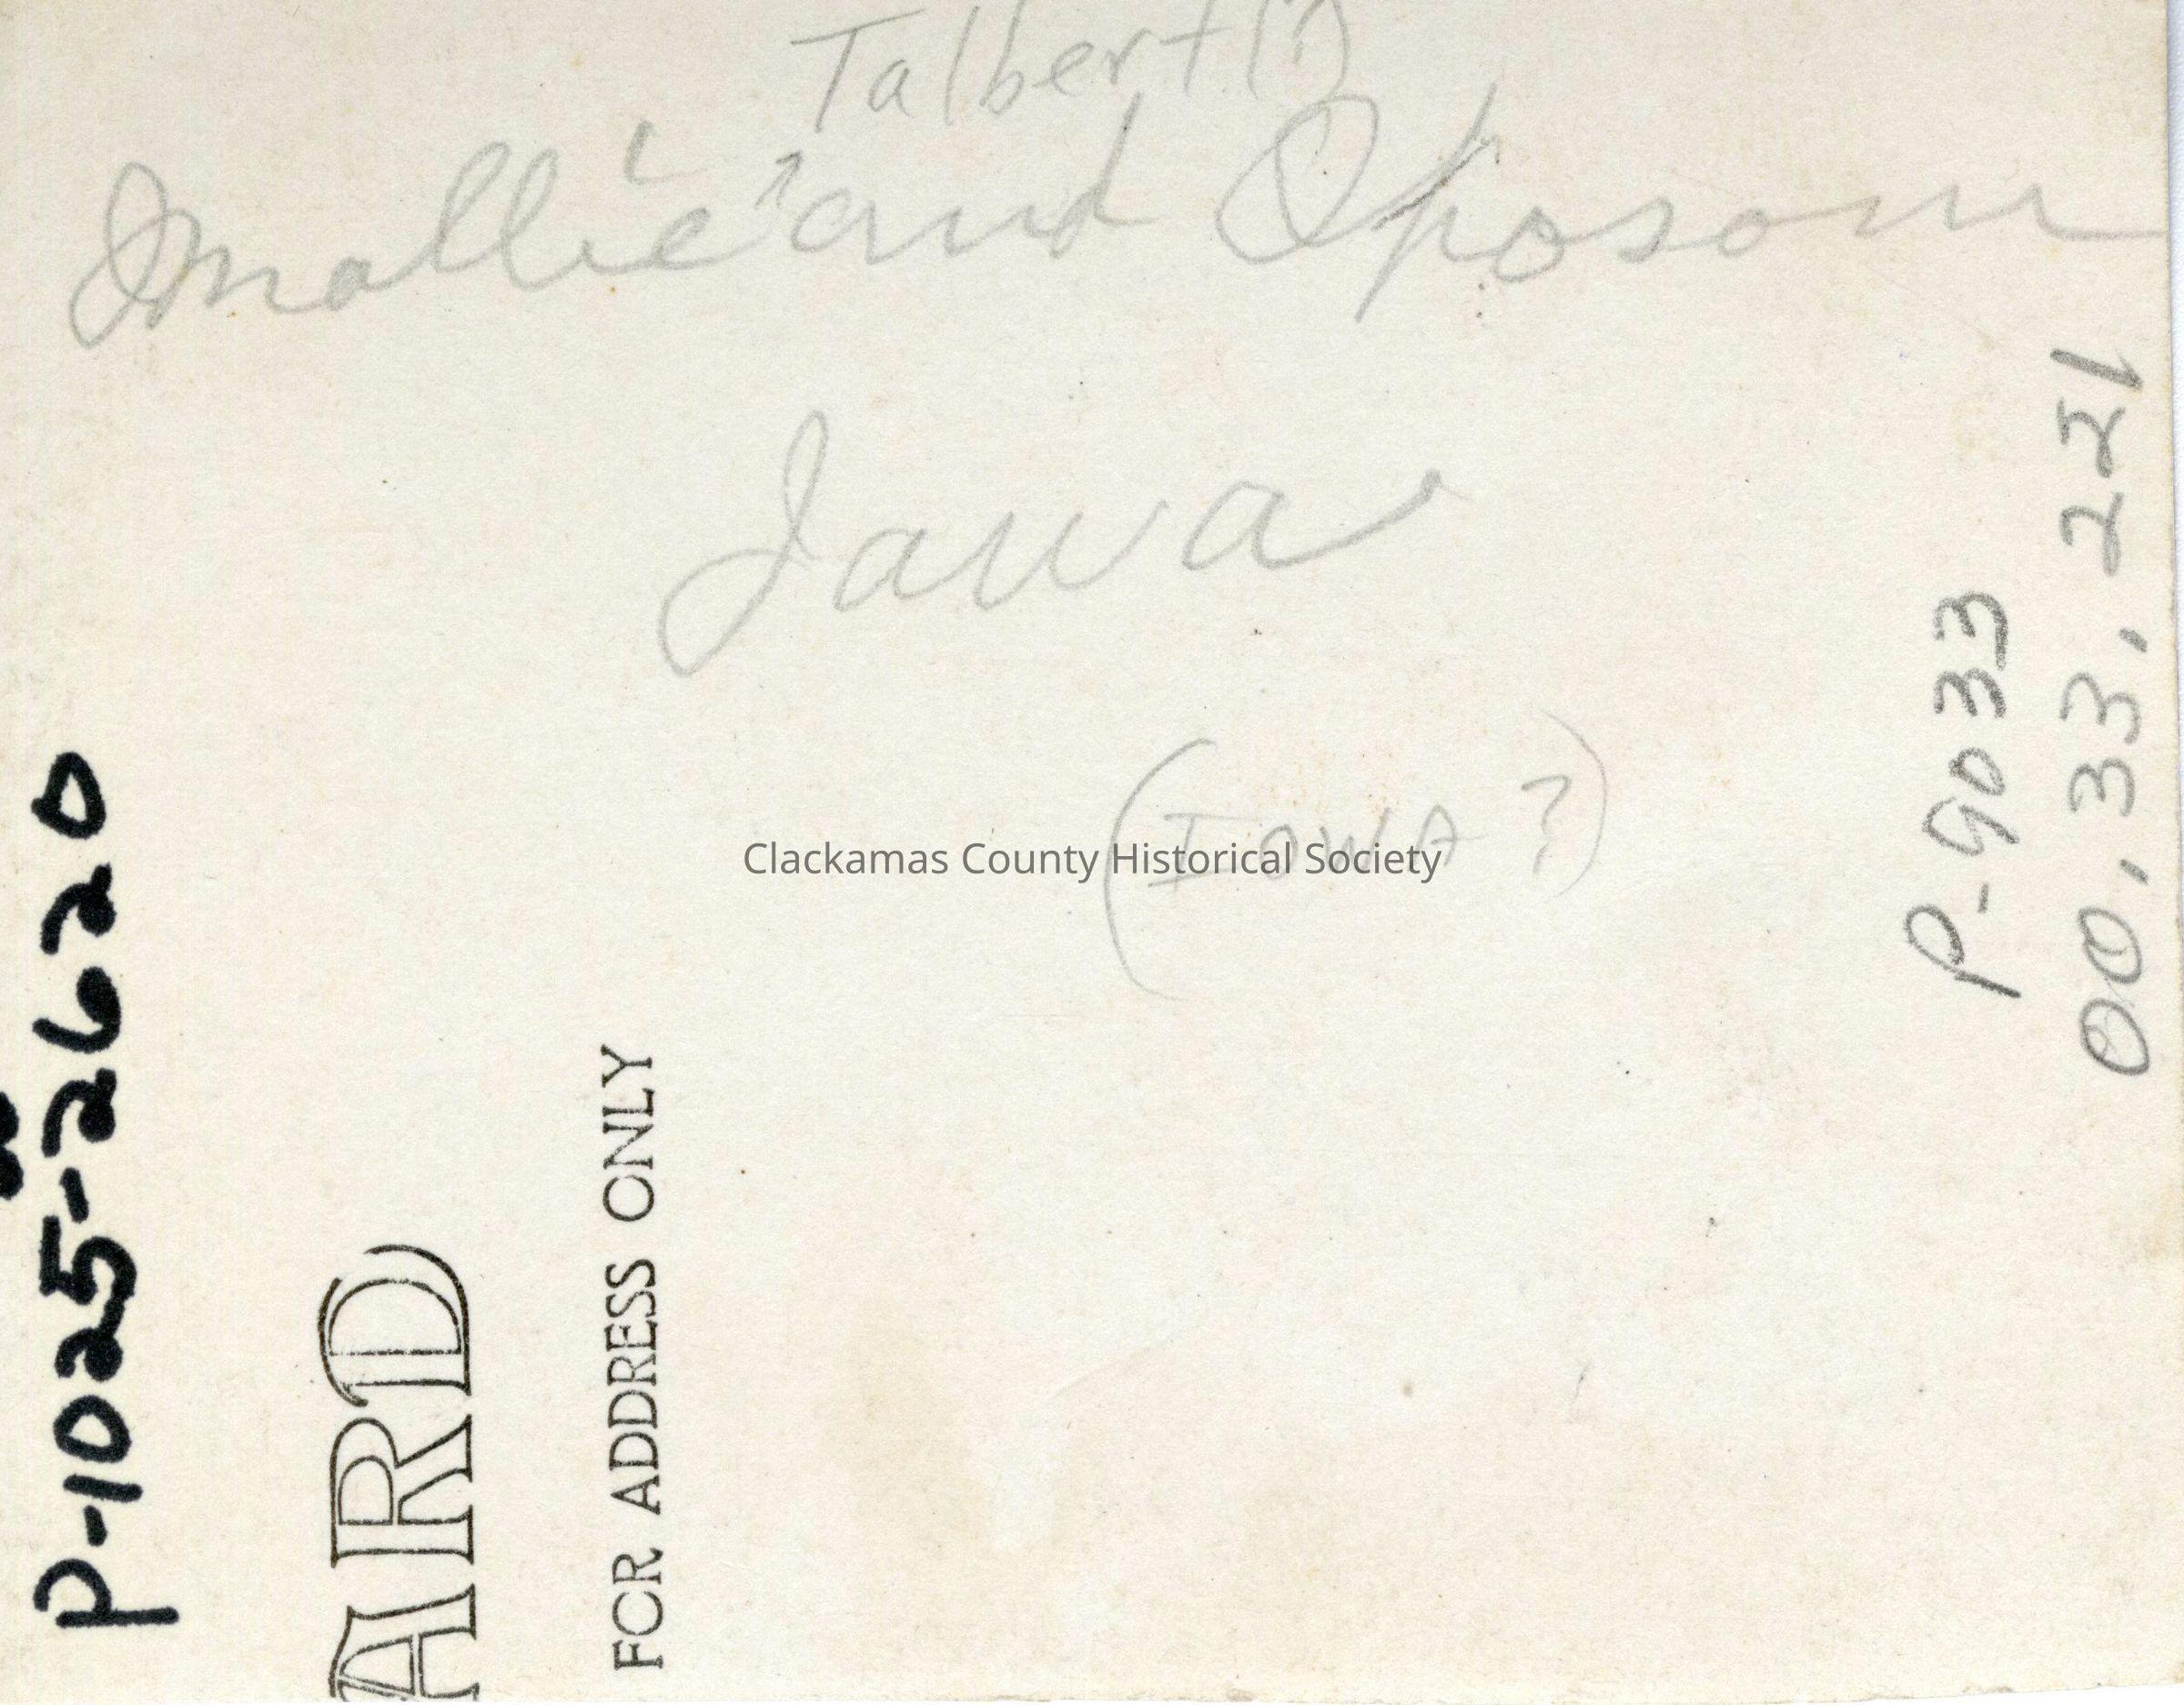 Talbert(?)
Mollie and Oposom
Iawa
(IOWA?)
Clackamas County Historical Society
P-9033
00,33,221
P-1025-2620
ARD
FOR ADDRESS ONLY